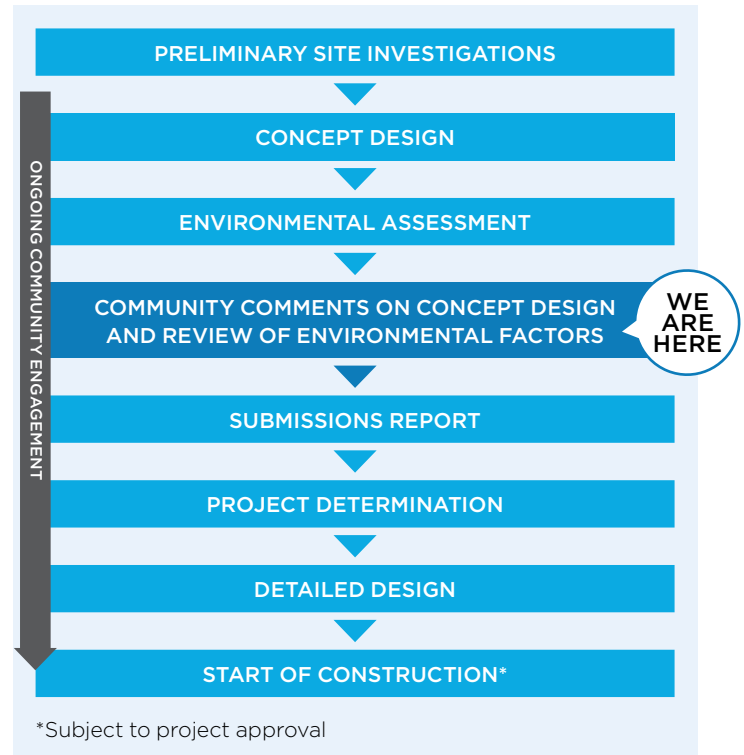 PRELIMINARY SITE INVESTIGATIONS
ONGOING COMMUNITY ENGAGEMENT
CONCEPT DESIGN
ENVIRONMENTAL ASSESSMENT
COMMUNITY COMMENTS ON CONCEPT DESIGN
AND REVIEW OF ENVIRONMENTAL FACTORS
WE
ARE
HERE
SUBMISSIONS REPORT
PROJECT DETERMINATION
DETAILED DESIGN
START OF CONSTRUCTION*
*Subject to project approval